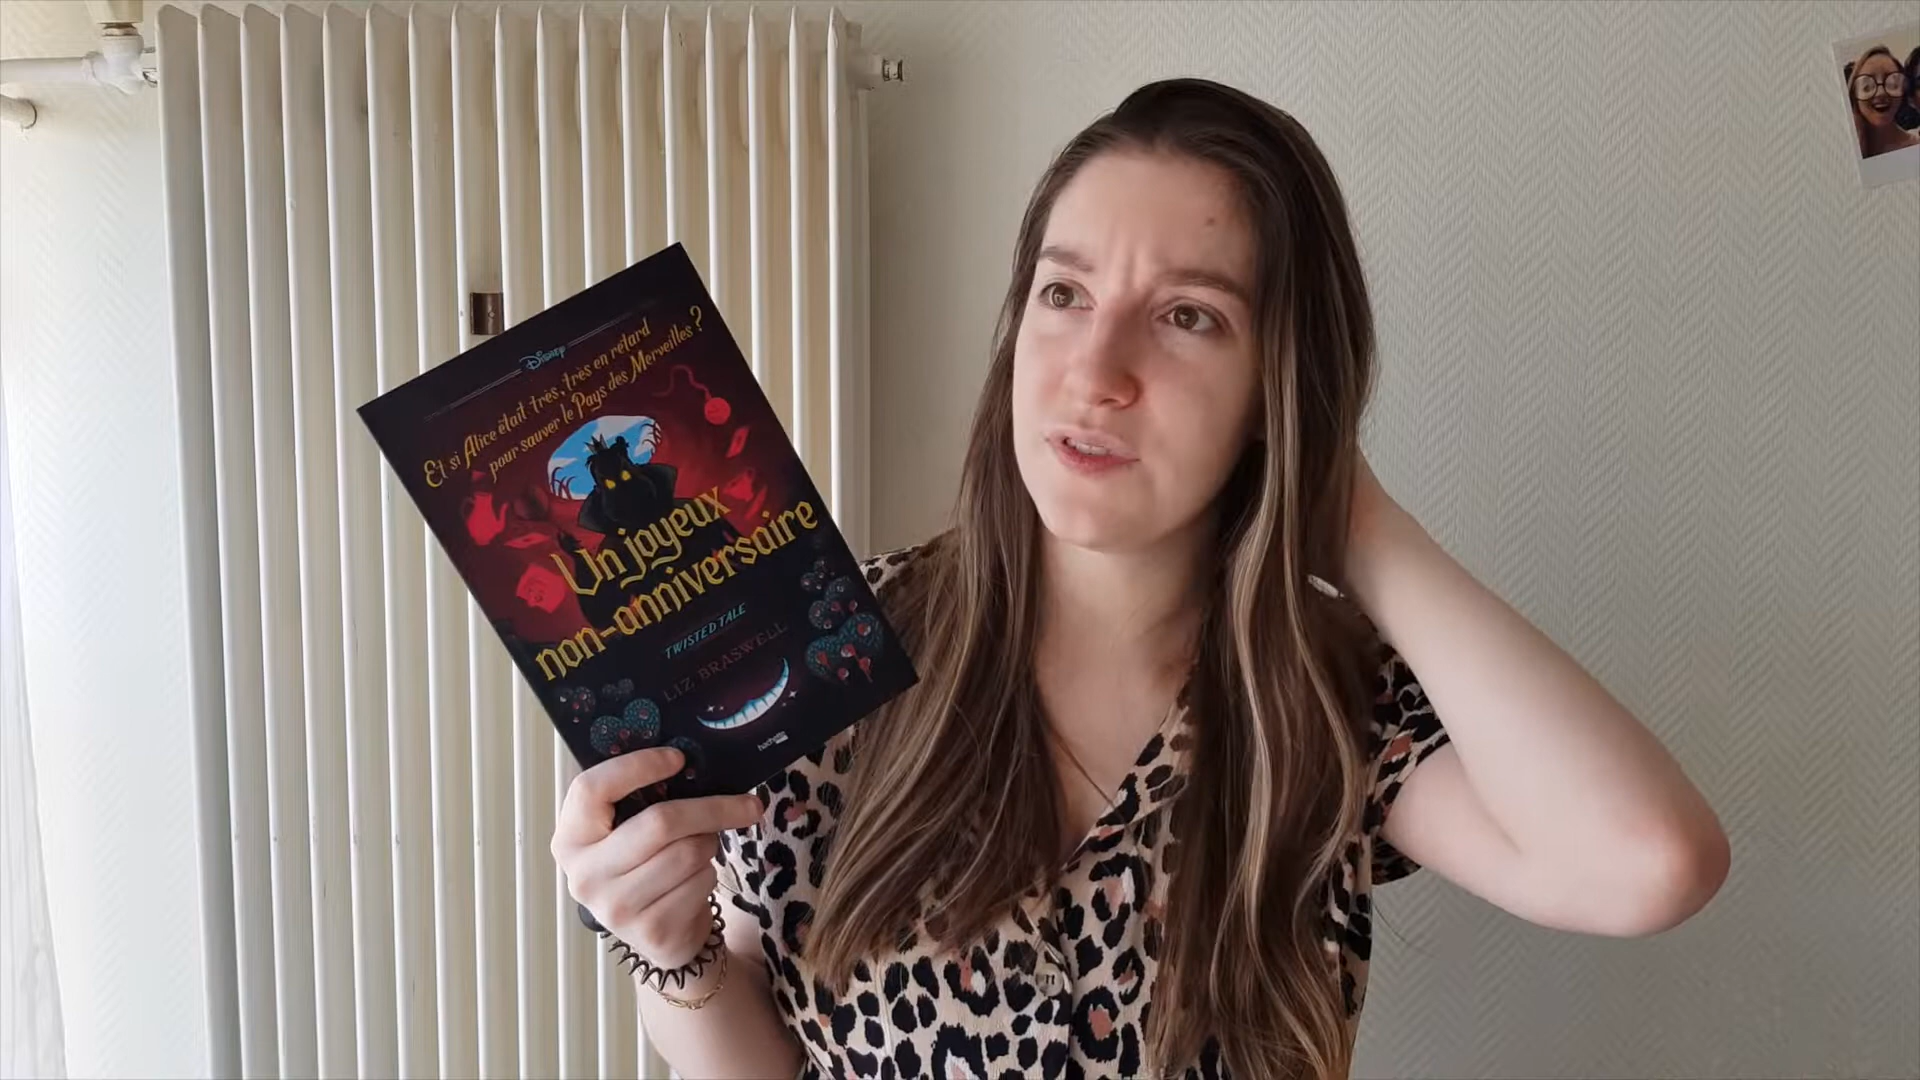 Disney
Et si Alice était très, très en retard
pour sauver le Pays des Merveilles ?
Un joyeux
non-anniversaire
TWISTED TALE
LIZ BRASWELL
hachette